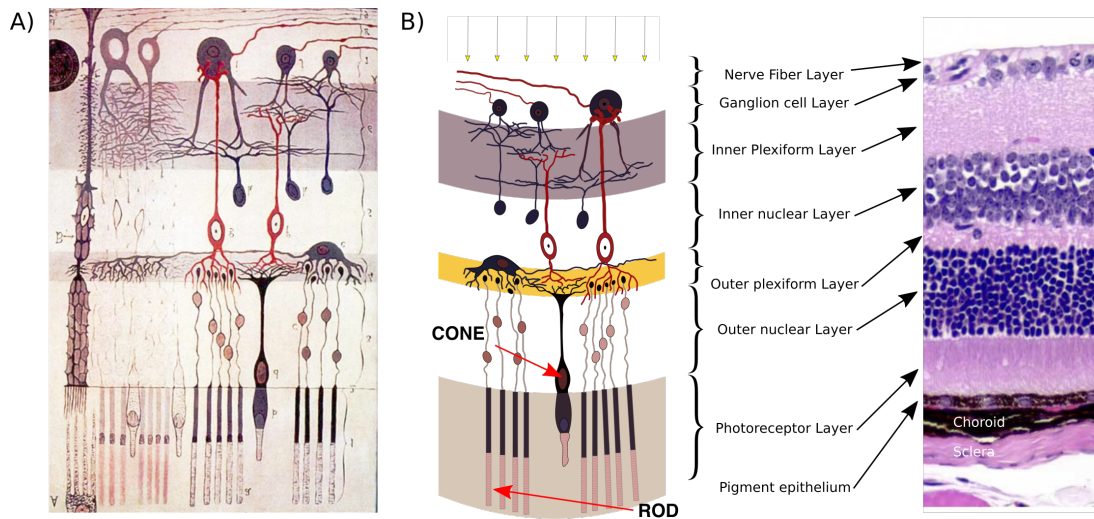 A)
B)
Nerve Fiber Layer
Ganglion cell Layer
Inner Plexiform Layer
Inner nuclear Layer
Outer plexiform Layer
Outer nuclear Layer
CONE
Photoreceptor Layer
Choroid
Sclera
Pigment epithelium
ROD